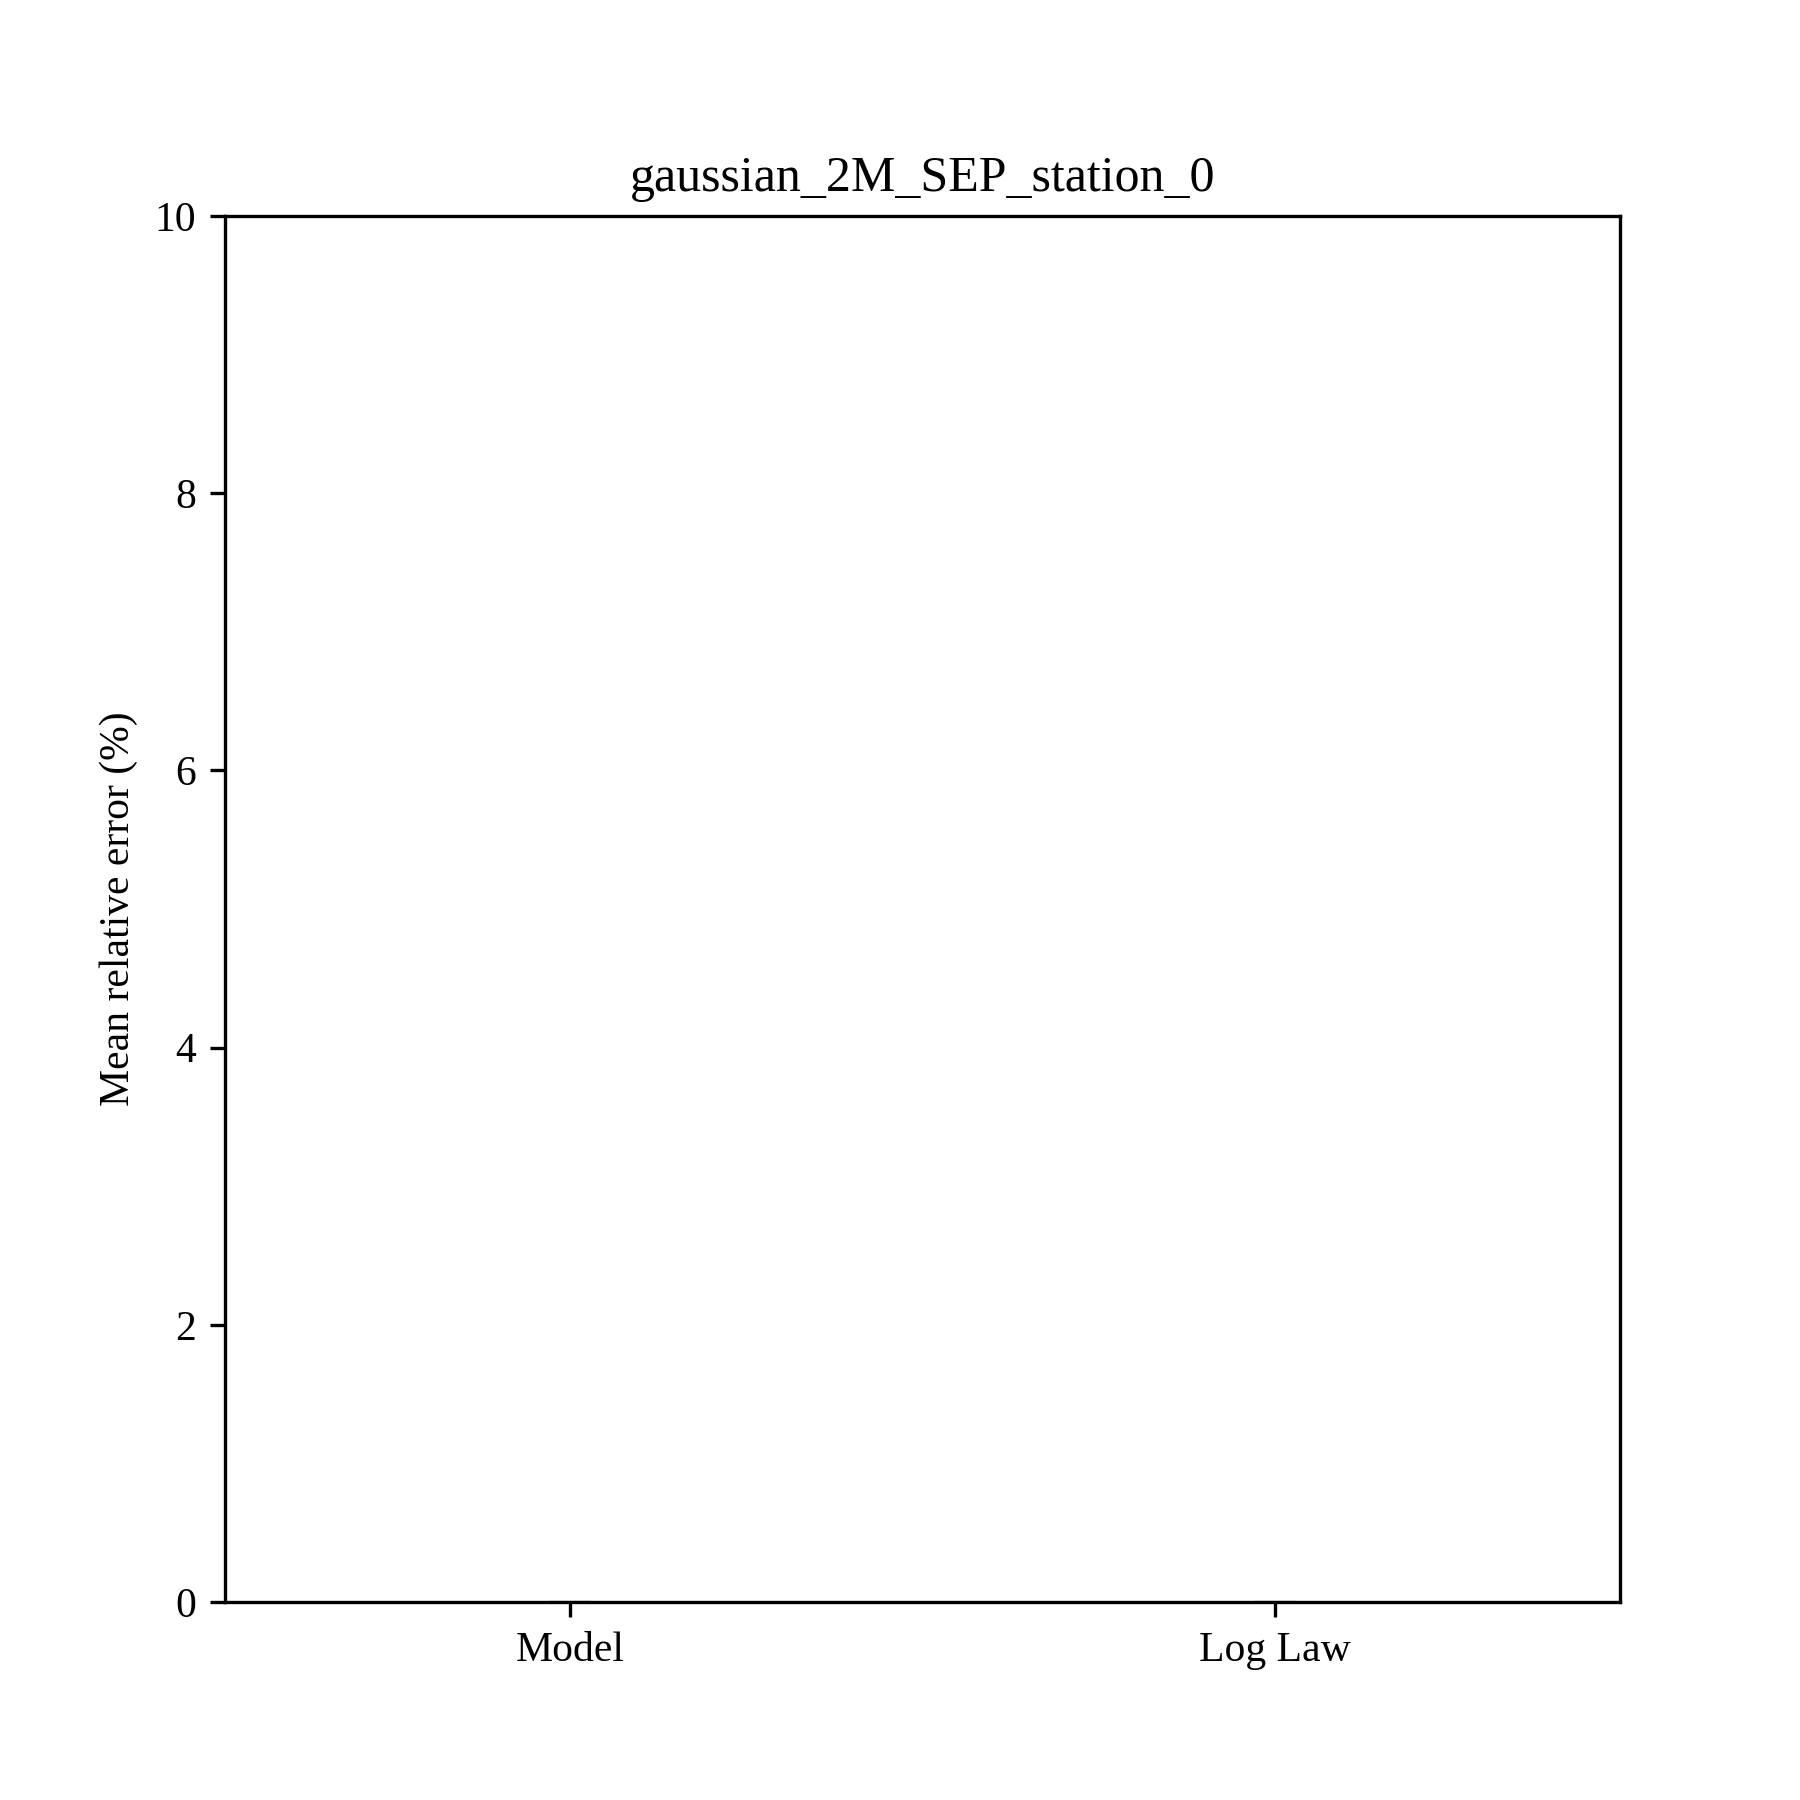 gaussian_2M_SEP_station_0
10
8
6
4
2
0
Mean relative error (%)
Model
Log Law